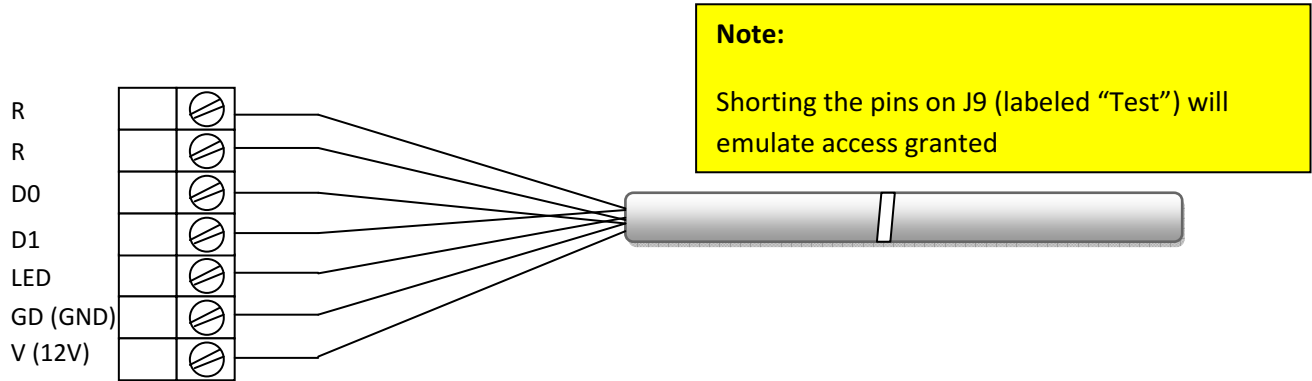 Note:
Shorting the pins on J9 (labeled “Test”) will
emulate access granted
R
R
D0
D1
LED
GD (GND)
V (12V)